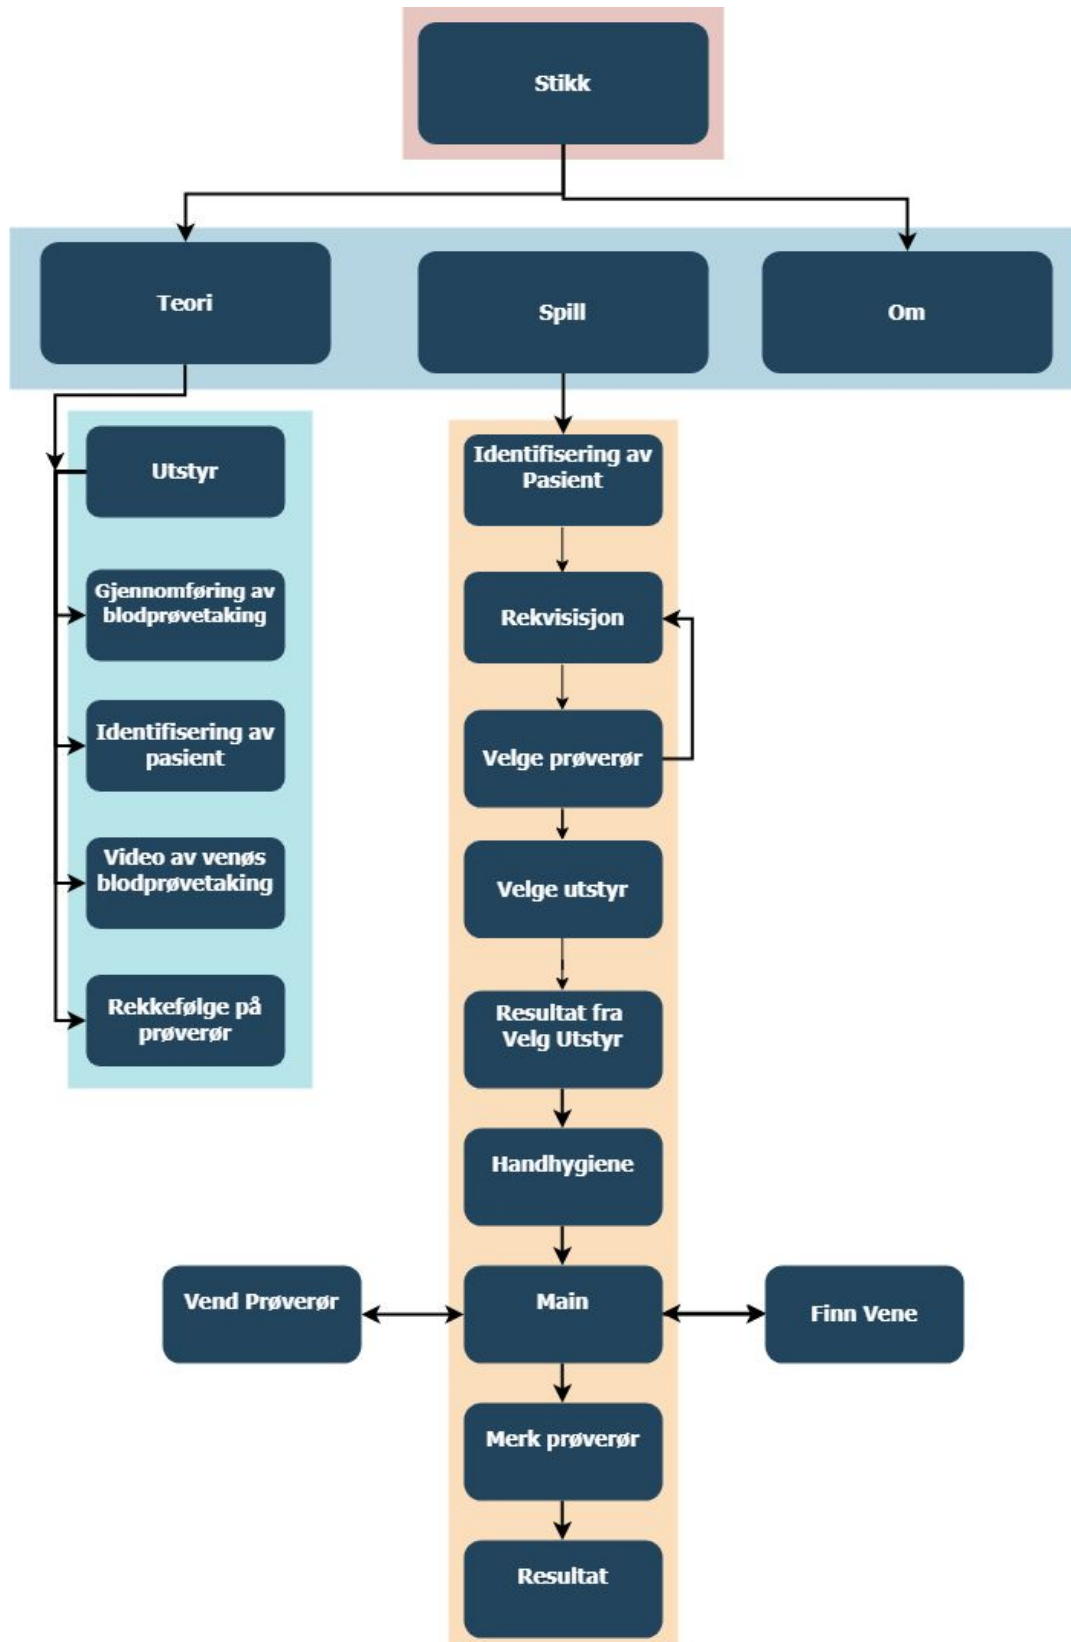 Stikk
Teori
Spill
Om
Utstyr
Gjennomføring av
blodprøvetaking
Identifisering av
pasient
Video av venøs
blodprøvetaking
Rekkefølge på
prøverør
Identifisering av
Pasient
Rekvisisjon
Velge prøverør
Velge utstyr
Resultat fra
Velg Utstyr
Handhygiene
Vend Prøverør
Main
Finn Vene
Merk prøverør
Resultat